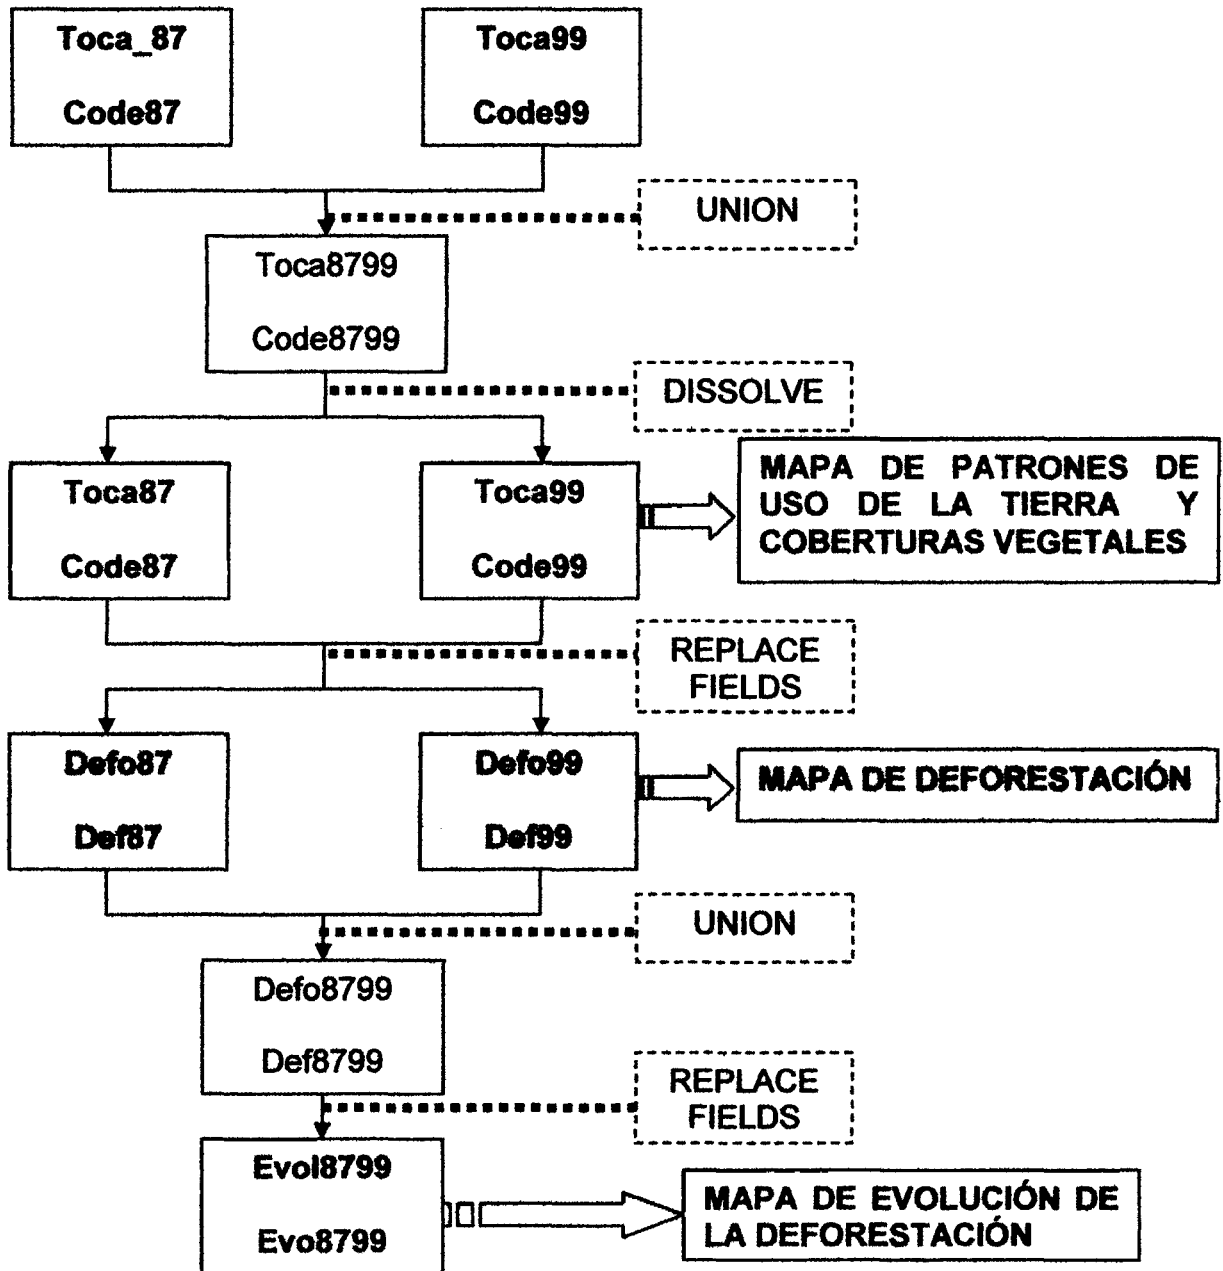 Toca_87
Code87
Toca99
Code99
UNION
Toca8799
Code8799
DISSOLVE
Toca87
Code87
Toca99
Code99
MAPA DE PATRONES DE
USO DE LA TIERRA Y
COBERTURAS VEGETALES
REPLACE
FIELDS
Defo87
Def87
Defo99
Def99
MAPA DE DEFORESTACIÓN
UNION
Defo8799
Def8799
REPLACE
FIELDS
Evol8799
Evo8799
MAPA DE EVOLUCIÓN DE
LA DEFORESTACIÓN